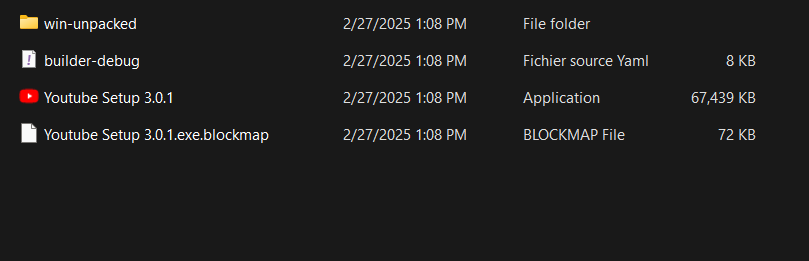 win-unpacked 2/27/2025 1:08 PM File folder
builder-debug 2/27/2025 1:08 PM Fichier source Yaml 8 KB
Youtube Setup 3.0.1 2/27/2025 1:08 PM Application 67,439 KB
Youtube Setup 3.0.1.exe.blockmap 2/27/2025 1:08 PM BLOCKMAP File 72 KB